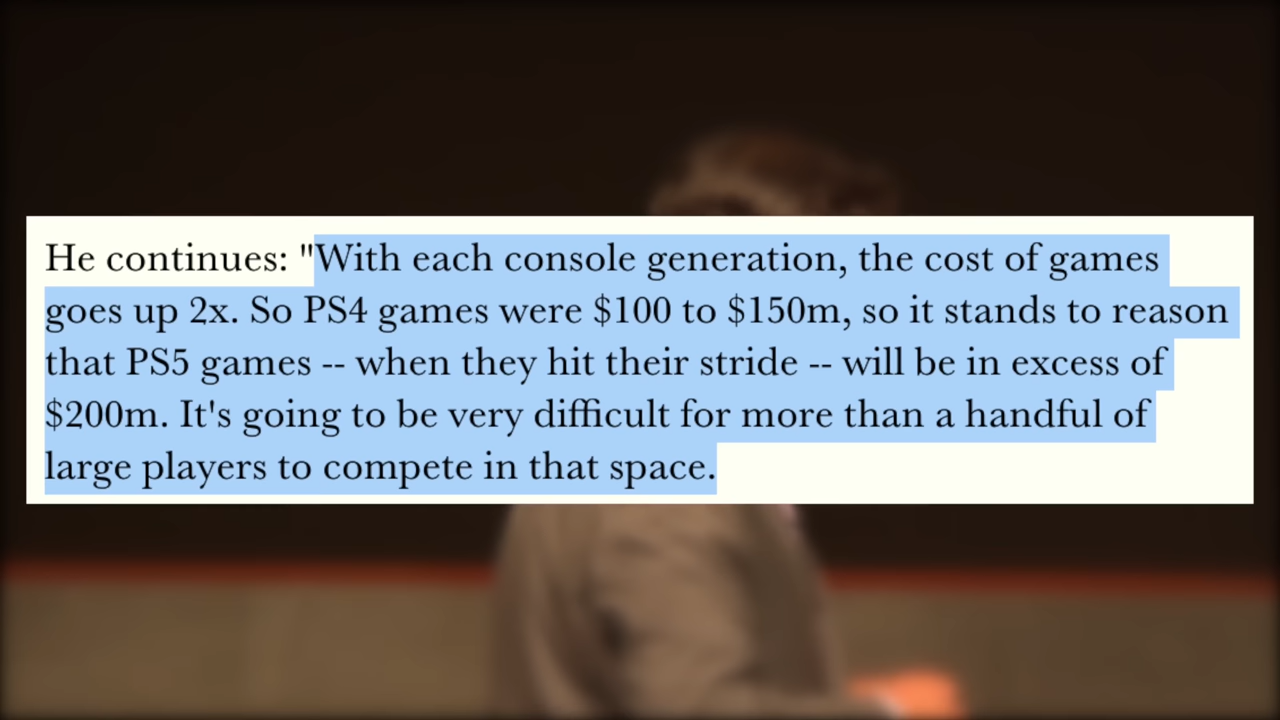 He continues: "With each console generation, the cost of games
goes up 2x. So PS4 games were $100 to $150m, so it stands to reason
that PS5 games -- when they hit their stride -- will be in excess of
$200m. It's going to be very difficult for more than a handful of
large players to compete in that space.